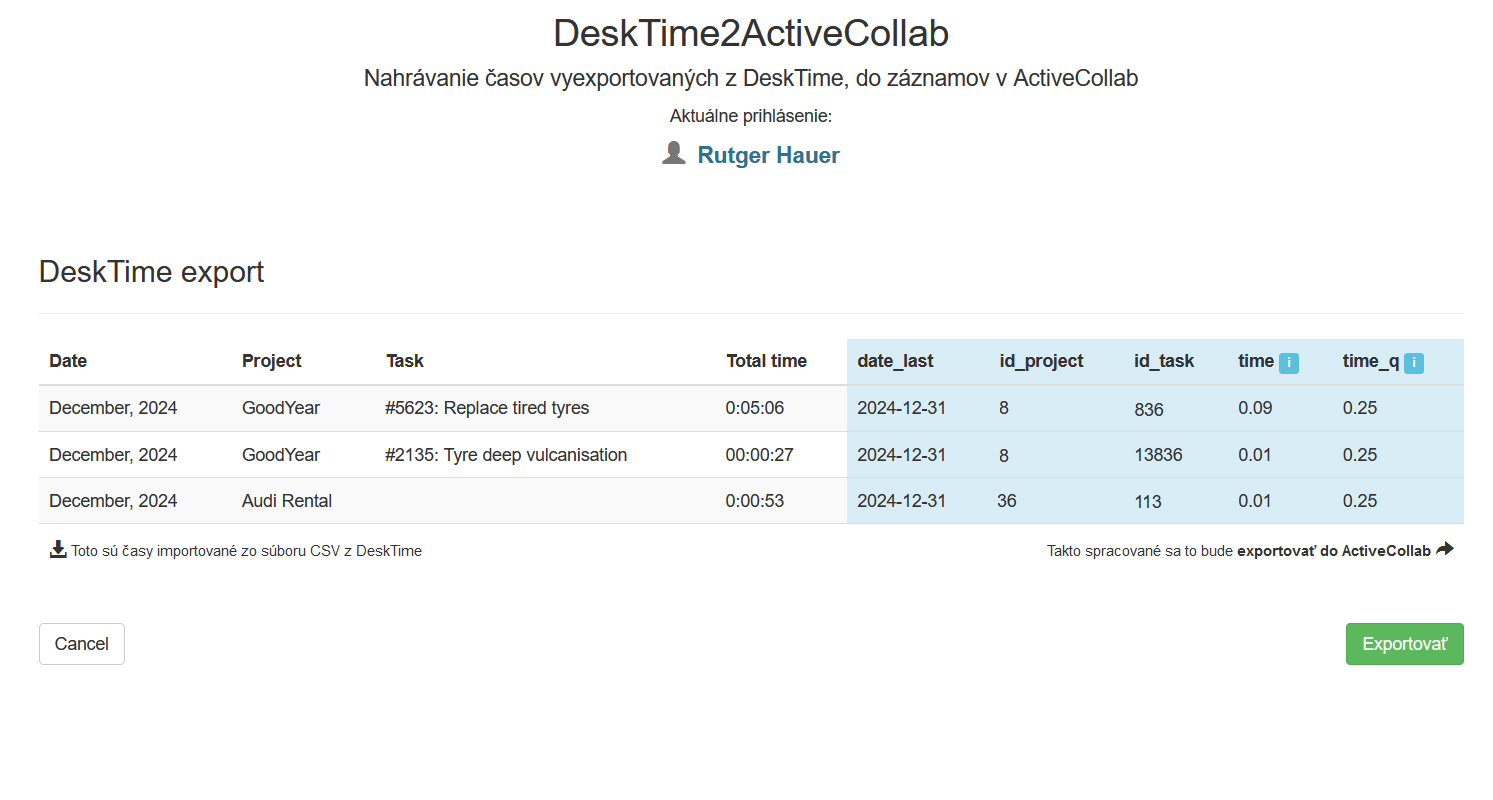 DeskTime2ActiveCollab
Nahrávanie časov vyexportovaných z DeskTime, do záznamov v ActiveCollab
Aktuálne prihlásenie:
Rutger Hauer
DeskTime export
Date Project Task Total time date_last id_project id_task time i time_q i
December, 2024 GoodYear #5623: Replace tired tyres 0:05:06 2024-12-31 8 836 0.09 0.25
December, 2024 GoodYear #2135: Tyre deep vulcanisation 00:00:27 2024-12-31 8 13836 0.01 0.25
December, 2024 Audi Rental 0:00:53 2024-12-31 36 113 0.01 0.25
Toto sú časy importované zo súboru CSV z DeskTime Takto spracované sa to bude exportovať do ActiveCollab
Cancel Exportovať